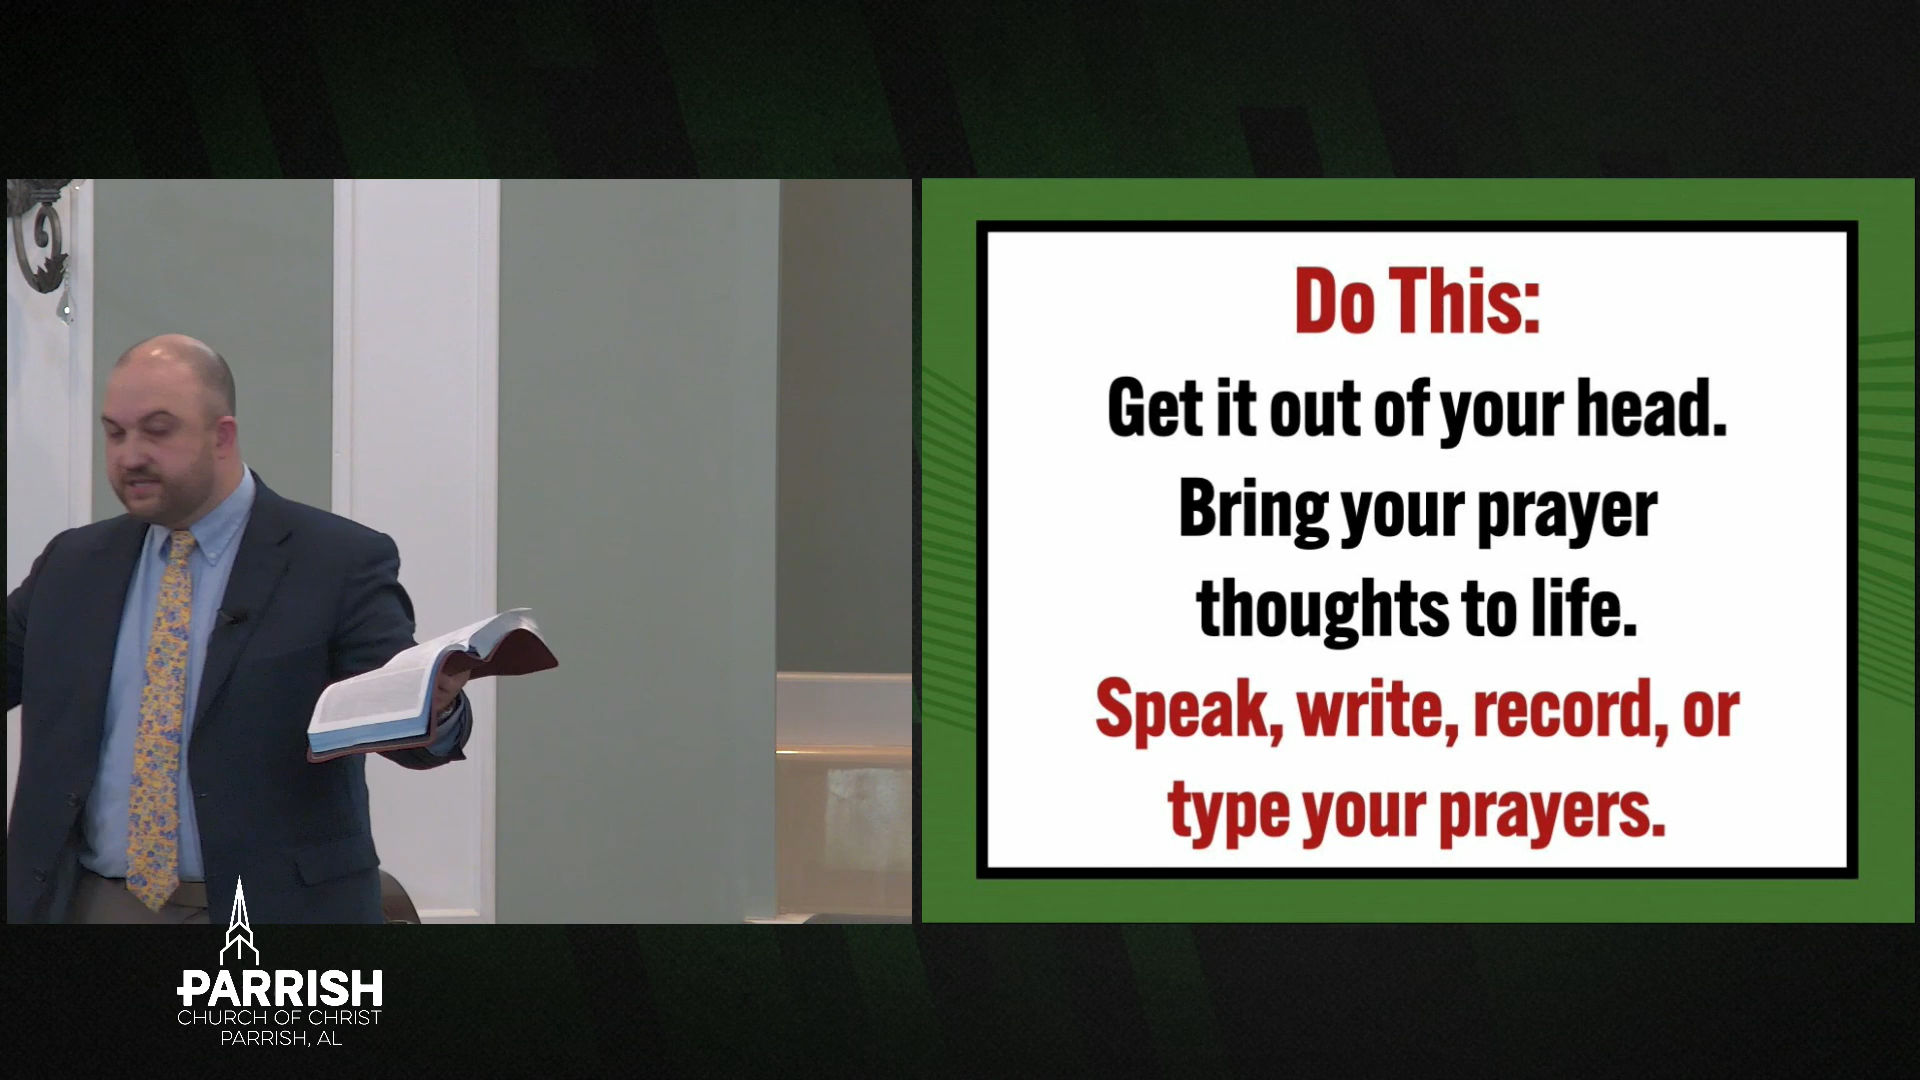 Do This:
Get it out of your head.
Bring your prayer
thoughts to life.
Speak, write, record, or
type your prayers.
PARRISH
CHURCH OF CHRIST
PARRISH, AL